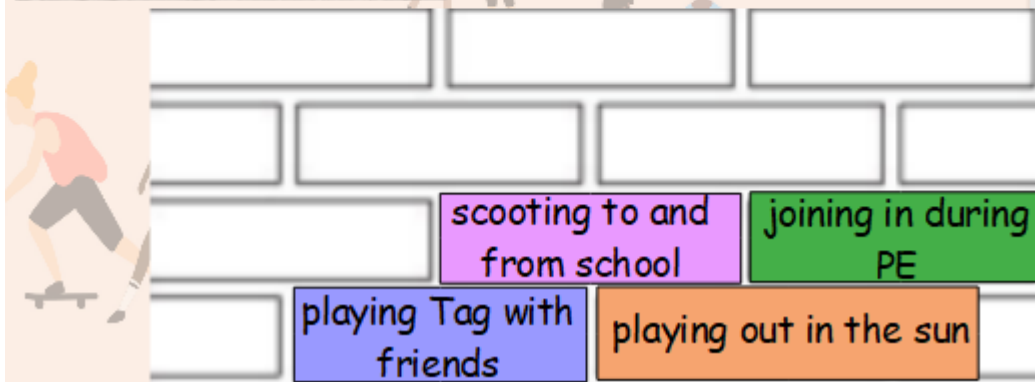 scooting to and
from school
joining in during
PE
playing Tag with
friends
playing out in the sun